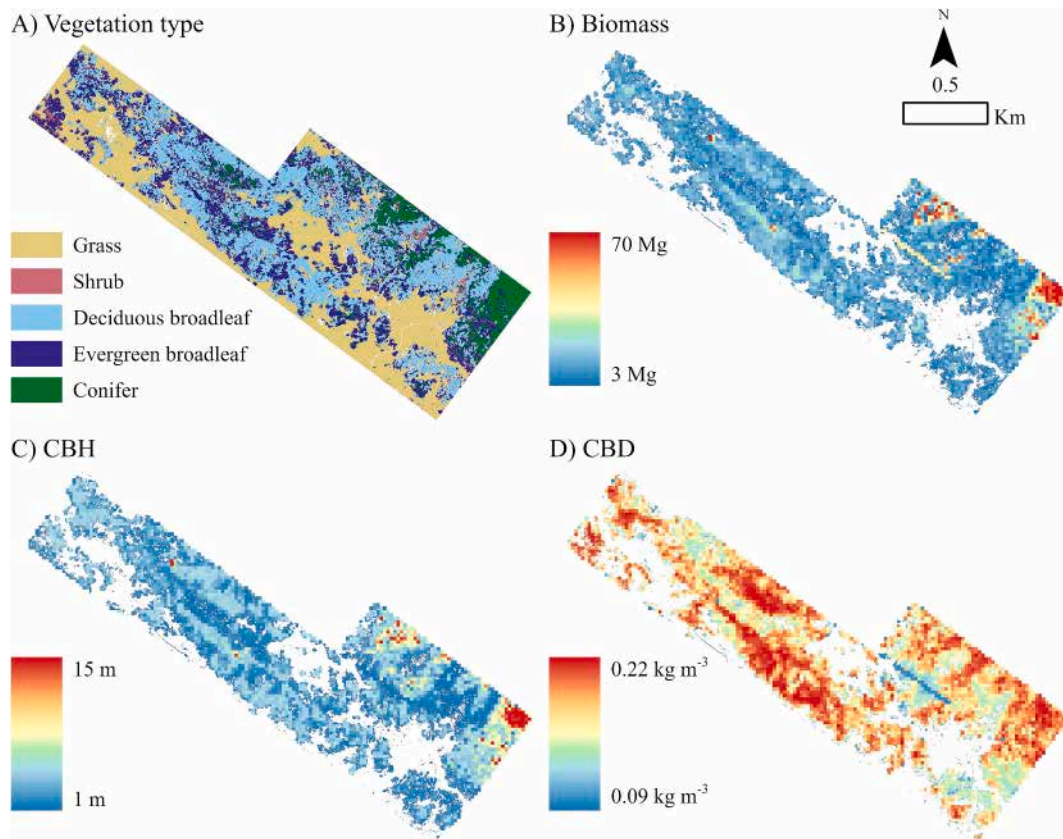 A) Vegetation type
Grass
Shrub
Deciduous broadleaf
Evergreen broadleaf
Conifer
B) Biomass
N
0.5
Km
70 Mg
3 Mg
C) CBH
15 m
1 m
D) CBD
0.22 kg m⁻³
0.09 kg m⁻³